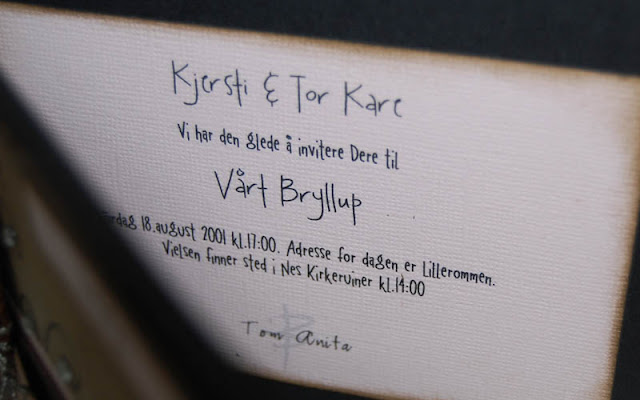 Kjersti & Tor Kare
Vi har den glede å invitere Dere til
Vårt Bryllup
18.august 2001 kl.17:00. Adresse for dagen er Lillerommen.
Vielsen finner sted i Nes Kirkeruiner kl.14:00
Tom Anita